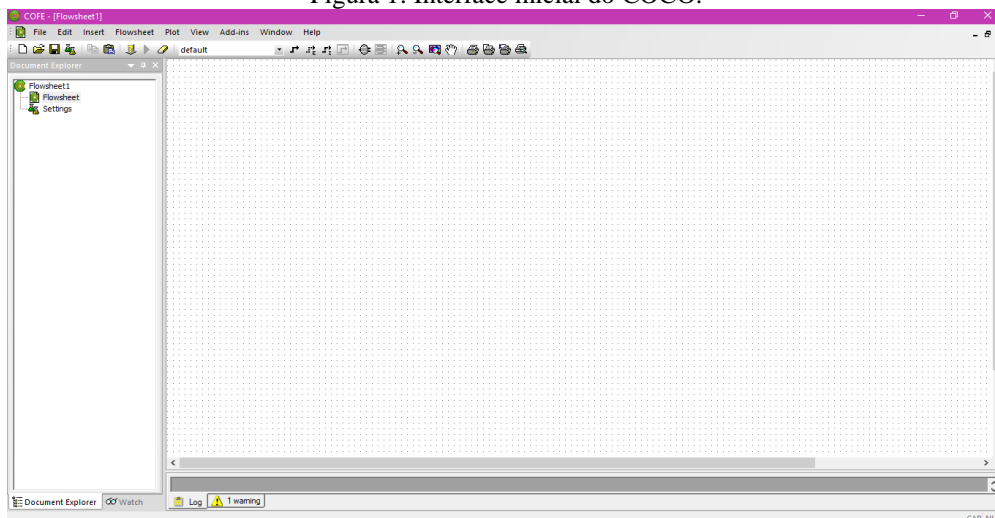 Figura 1: Interface inicial do COCO.
COFE - [Flowsheet1]
File Edit Insert Flowsheet Plot View Add-ins Window Help
default
Document Explorer
Flowsheet1
Flowsheet
Settings
Document Explorer Watch
Log 1 warning